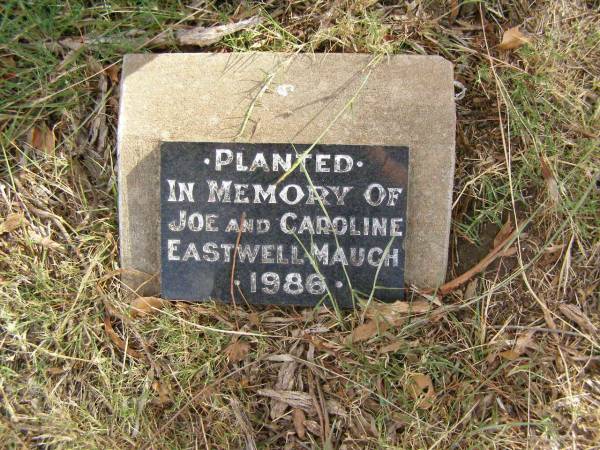 ·PLANTED·
IN MEMORY OF
JOE AND CAROLINE
EASTWELL-MAUCH
·1986·